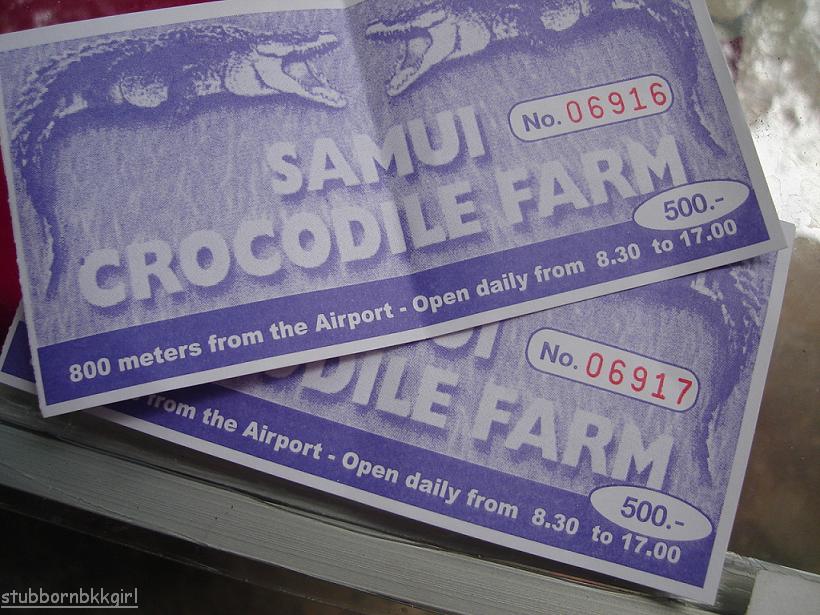 No. 06916
SAMUI
CROCODILE FARM
500.-
800 meters from the Airport - Open daily from 8.30 to 17.00
No. 06917
FARM
500.-
from the Airport - Open daily from 8.30 to 17.00
stubbornbkkgirl